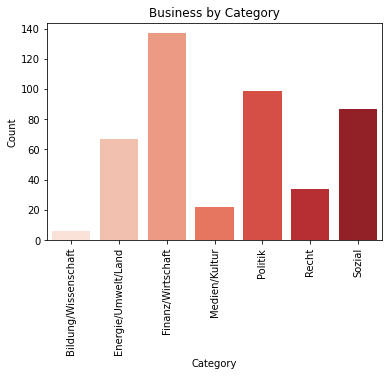 Business by Category
Count
140
120
100
80
60
40
20
0
Bildung/Wissenschaft
Energie/Umwelt/Land
Finanz/Wirtschaft
Medien/Kultur
Politik
Recht
Sozial
Category